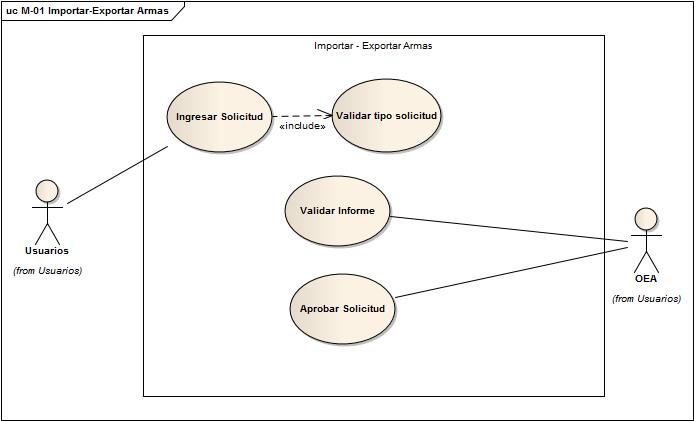 uc M-01 Importar-Exportar Armas
Importar - Exportar Armas
Ingresar Solicitud
Validar tipo solicitud
«include»
Validar Informe
Usuarios
(from Usuarios)
OEA
(from Usuarios)
Aprobar Solicitud